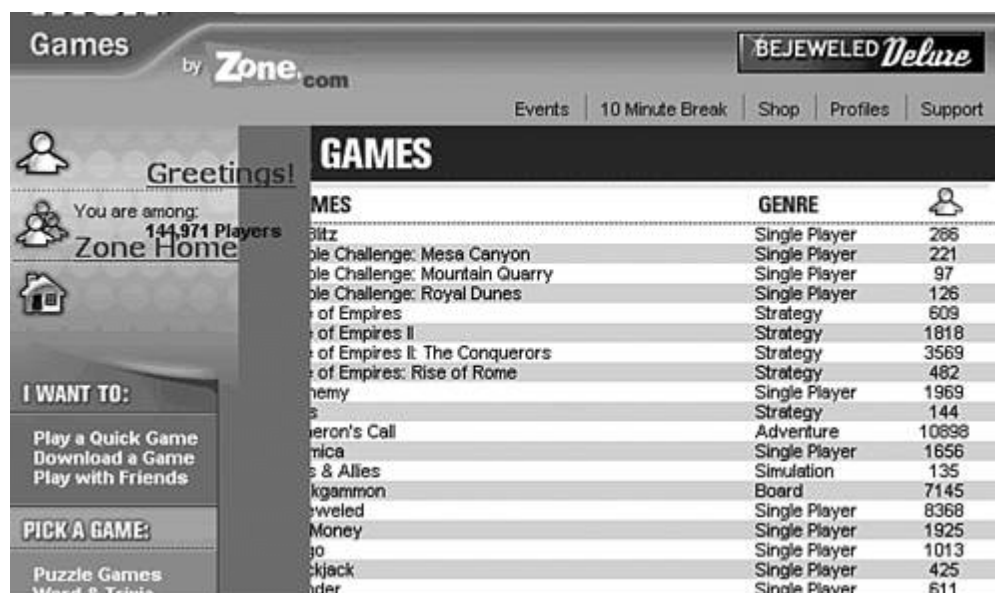 Games
by Zone.com
BEJEWELED Deluxe
Events 10 Minute Break Shop Profiles Support
Greetings!
You are among:
144,971 Players
Zone Home
I WANT TO:
Play a Quick Game
Download a Game
Play with Friends
PICK A GAME:
Puzzle Games
Word & Trivia
GAMES
MES GENRE
Blitz Single Player 286
ble Challenge: Mesa Canyon Single Player 221
ble Challenge: Mountain Quarry Single Player 97
ble Challenge: Royal Dunes Single Player 126
of Empires Strategy 609
of Empires II Strategy 1818
of Empires II: The Conquerors Strategy 3569
of Empires: Rise of Rome Strategy 482
hemy Single Player 1969
s Strategy 144
heron's Call Adventure 10898
mica Single Player 1656
s & Allies Simulation 135
kgammon Board 7145
eweled Single Player 8368
Money Single Player 1925
go Single Player 1013
ckjack Single Player 425
der Single Player 611